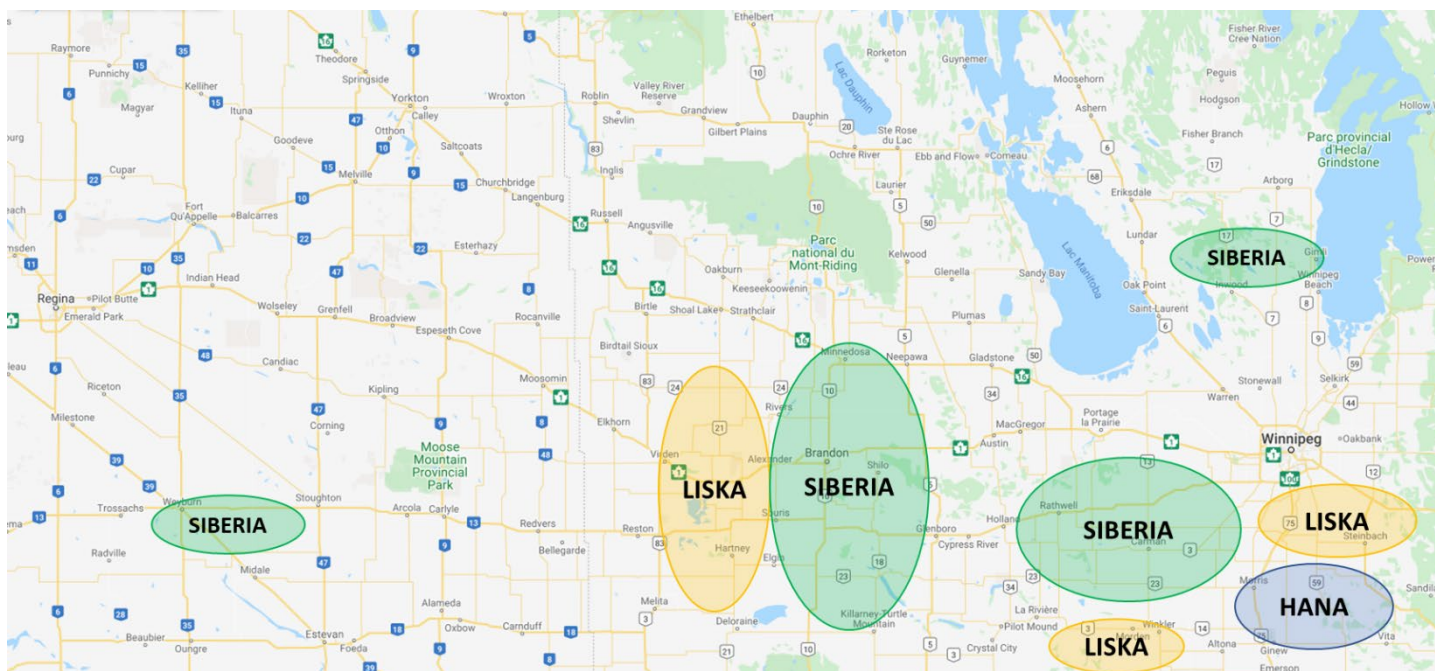 Ethelbert
Fisher River
Cree Nation
Raymore
Theodore
Rorketon
Guynemer
Moosehorn
Punnichy
Kelliher
Springside
Valley River
Reserve
Peguis
Roblin
Grandview
Ashern
Hodgson
Hollow W
Magyar
Ituna
Yorkton
Calley
Wroxton
Shevlin
Gilbert Plains
Dauphin
Lac Dauphin
Ste Rose
du Lac
Fisher Branch
Parc provincial
d'Hecla/
Grindstone
Goodeve
Otthon
Saltcoats
Ochre River
Ebb and Flow
Comeau
Cupar
Melville
Churchbridge
Inglis
Laurier
Eriksdale
Arborg
Langenburg
Fort
Qu'Appelle
Balcarres
Russell
Angusville
Parc
national du
Mont-Riding
Lundar
umsden
Esterhazy
Kelwood
SIBERIA
Gimli
Indian Head
Oakburn
Keeseekoowenin
Glenella
Sandy Bay
Lac Manitoba
Oak Point
Inwood
Winnipeg
Beach
Regina
Pilot Butte
Emerald Park
Wolseley
Grenfell
Broadview
Espeseth Cove
Rocanville
Birtle
Shoal Lake
Strathclair
Plumas
Saint-Laurent
Birdtail Sioux
Minnedosa
Neepawa
Gladstone
Candiac
Riceton
Kipling
Moosomin
Stonewall
Selkirk
Warren
Milestone
Corning
Elkhorn
Rivers
MacGregor
Portage
la Prairie
Austin
Winnipeg
Oakbank
Moose
Mountain
Provincial
Park
Virden
Alexander
Brandon
Shilo
LISKA
SIBERIA
Weyburn
Stoughton
Trossachs
SIBERIA
Arcola
Carlyle
Redvers
Reston
Souris
Glenboro
Holland
Rathwell
SIBERIA
Carman
LISKA
Steinbach
Radville
Bellegarde
Hartney
Elgin
Cypress River
Midale
Morris
HANA
Sandila
Alameda
Oxbow
Carnduff
Melita
Deloraine
Killarney-Turtle
Mountain
La Rivière
Pilot Mound
Winkler
Morden
LISKA
Altona
Vita
Beaubier
Oungre
Estevan
Foeda
Crystal City
Ginew
Emerson